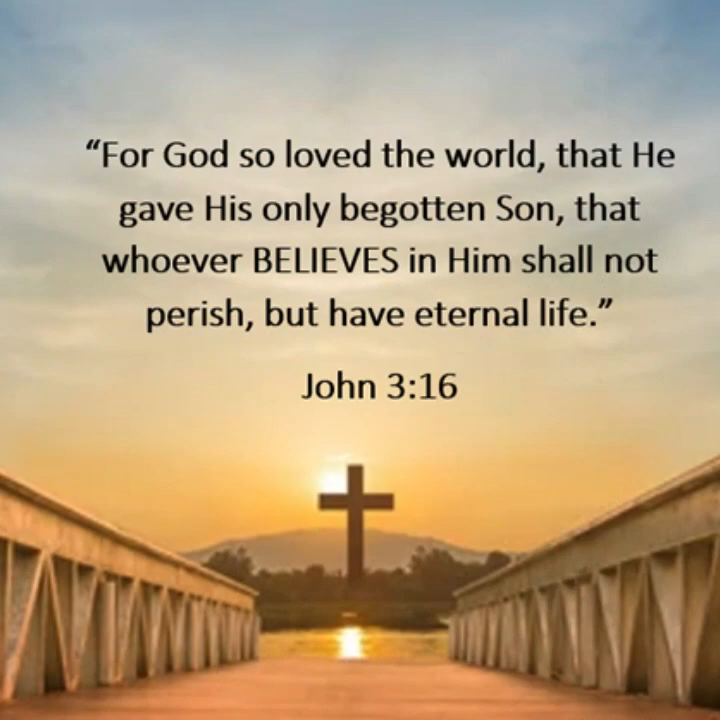 “For God so loved the world, that He
gave His only begotten Son, that
whoever BELIEVES in Him shall not
perish, but have eternal life.”
John 3:16